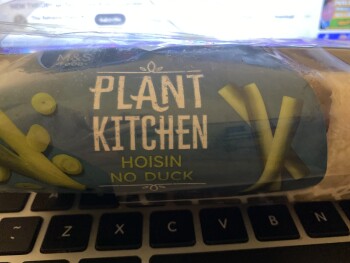 M&S
PLANT
KITCHEN
HOISIN
NO DUCK
~ Z X C V B N